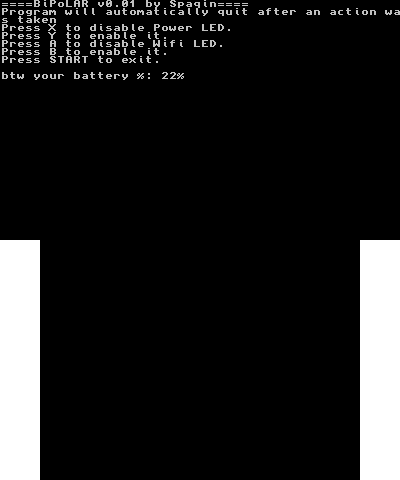 ====BiPoLAR v0.01 by Spaqin====
Program will automatically quit after an action wa
s taken
Press X to disable Power LED.
Press Y to enable it.
Press A to disable Wifi LED.
Press B to enable it.
Press START to exit.
btw your battery %: 22%